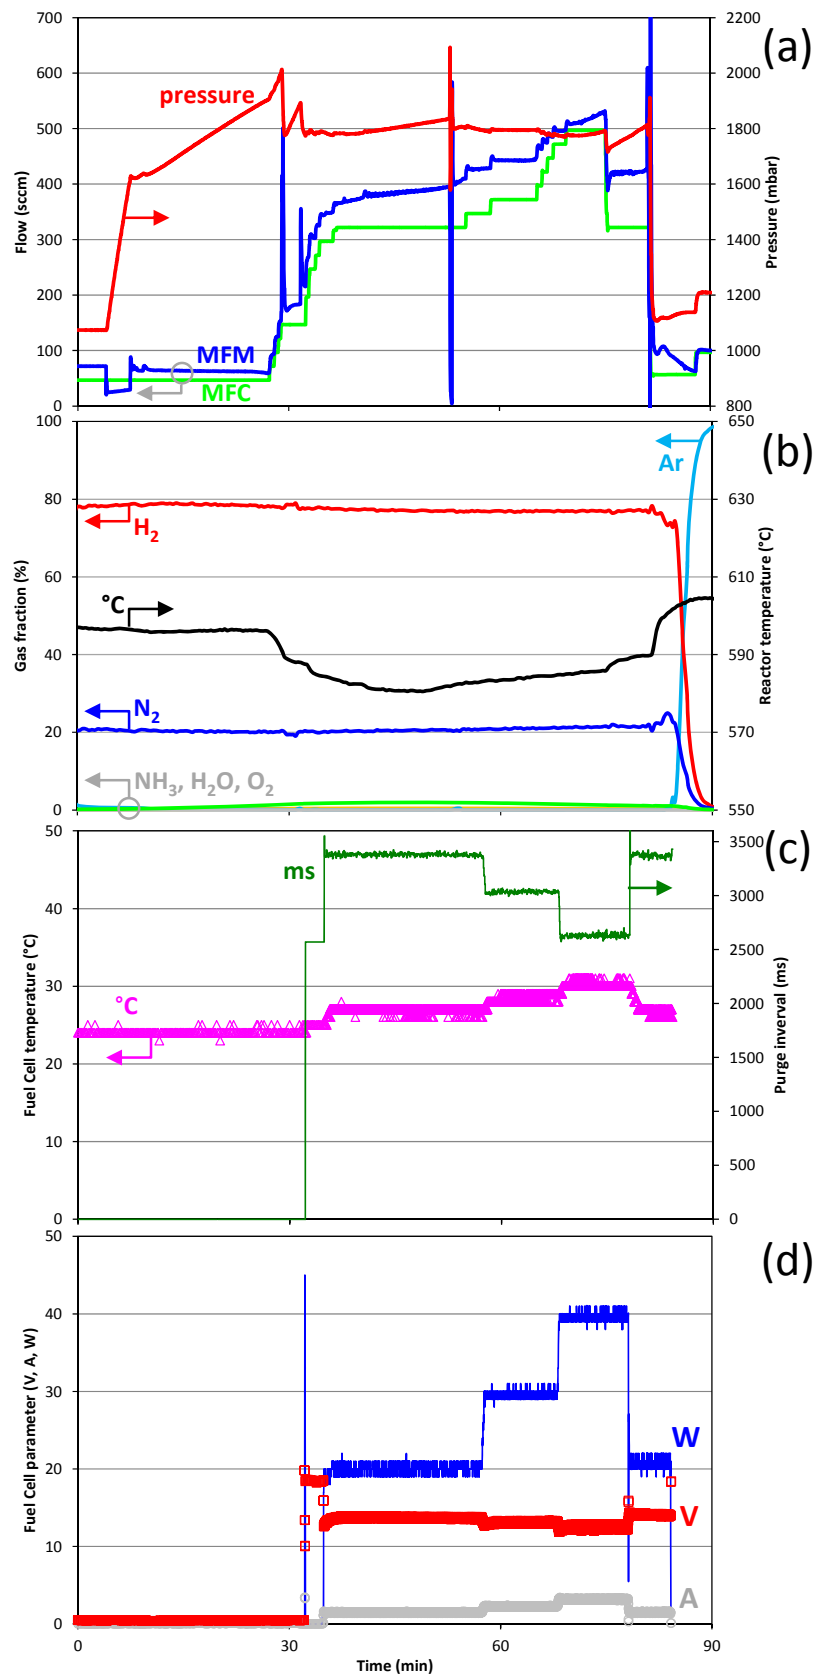 (a)
700
600
500
400
300
200
100
0
Flow (sccm)
2200
2000
1800
1600
1400
1200
1000
800
Pressure (mbar)
pressure
MFM
MFC
(b)
100
80
60
40
20
0
Gas fraction (%)
650
630
610
590
570
550
Reactor temperature (°C)
Ar
H₂
°C
N₂
NH₃, H₂O, O₂
(c)
50
40
30
20
10
0
Fuel Cell temperature (°C)
3500
3000
2500
2000
1500
1000
500
0
Purge inverval (ms)
ms
°C
(d)
50
40
30
20
10
0
Fuel Cell parameter (V, A, W)
W
V
A
0
30
60
90
Time (min)